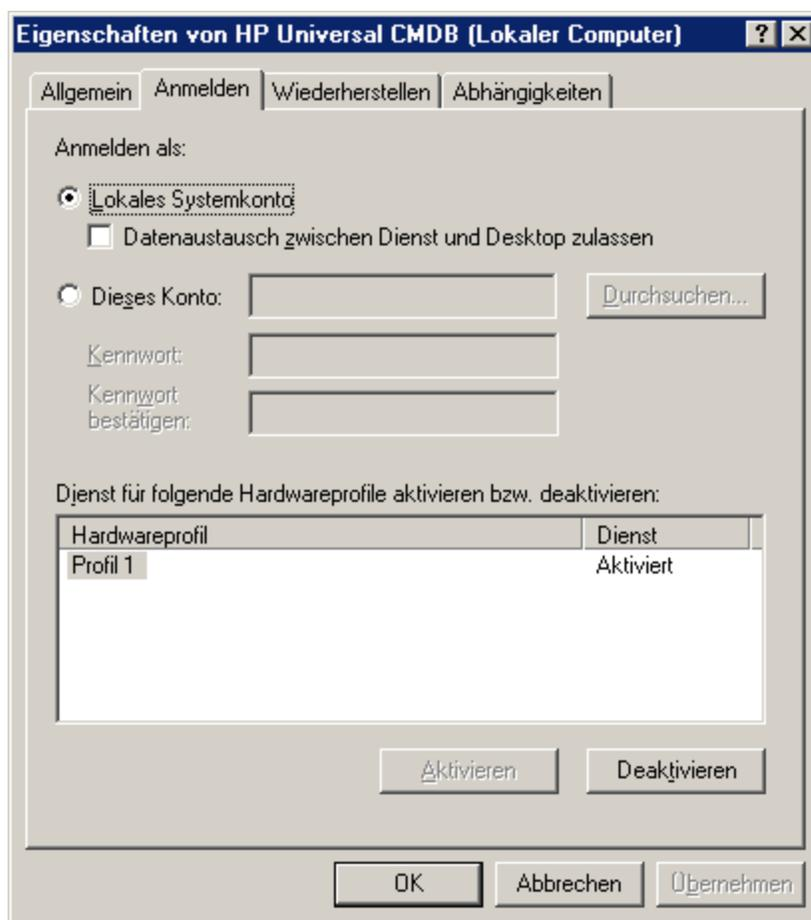 Eigenschaften von HP Universal CMDB (Lokaler Computer)
Allgemein Anmelden Wiederherstellen Abhängigkeiten
Anmelden als:
Lokales Systemkonto
Datenaustausch zwischen Dienst und Desktop zulassen
Dieses Konto: Durchsuchen...
Kennwort:
Kennwort
bestätigen:
Dienst für folgende Hardwareprofile aktivieren bzw. deaktivieren:
Hardwareprofil Dienst
Profil 1 Aktiviert
Aktivieren Deaktivieren
OK Abbrechen Übernehmen